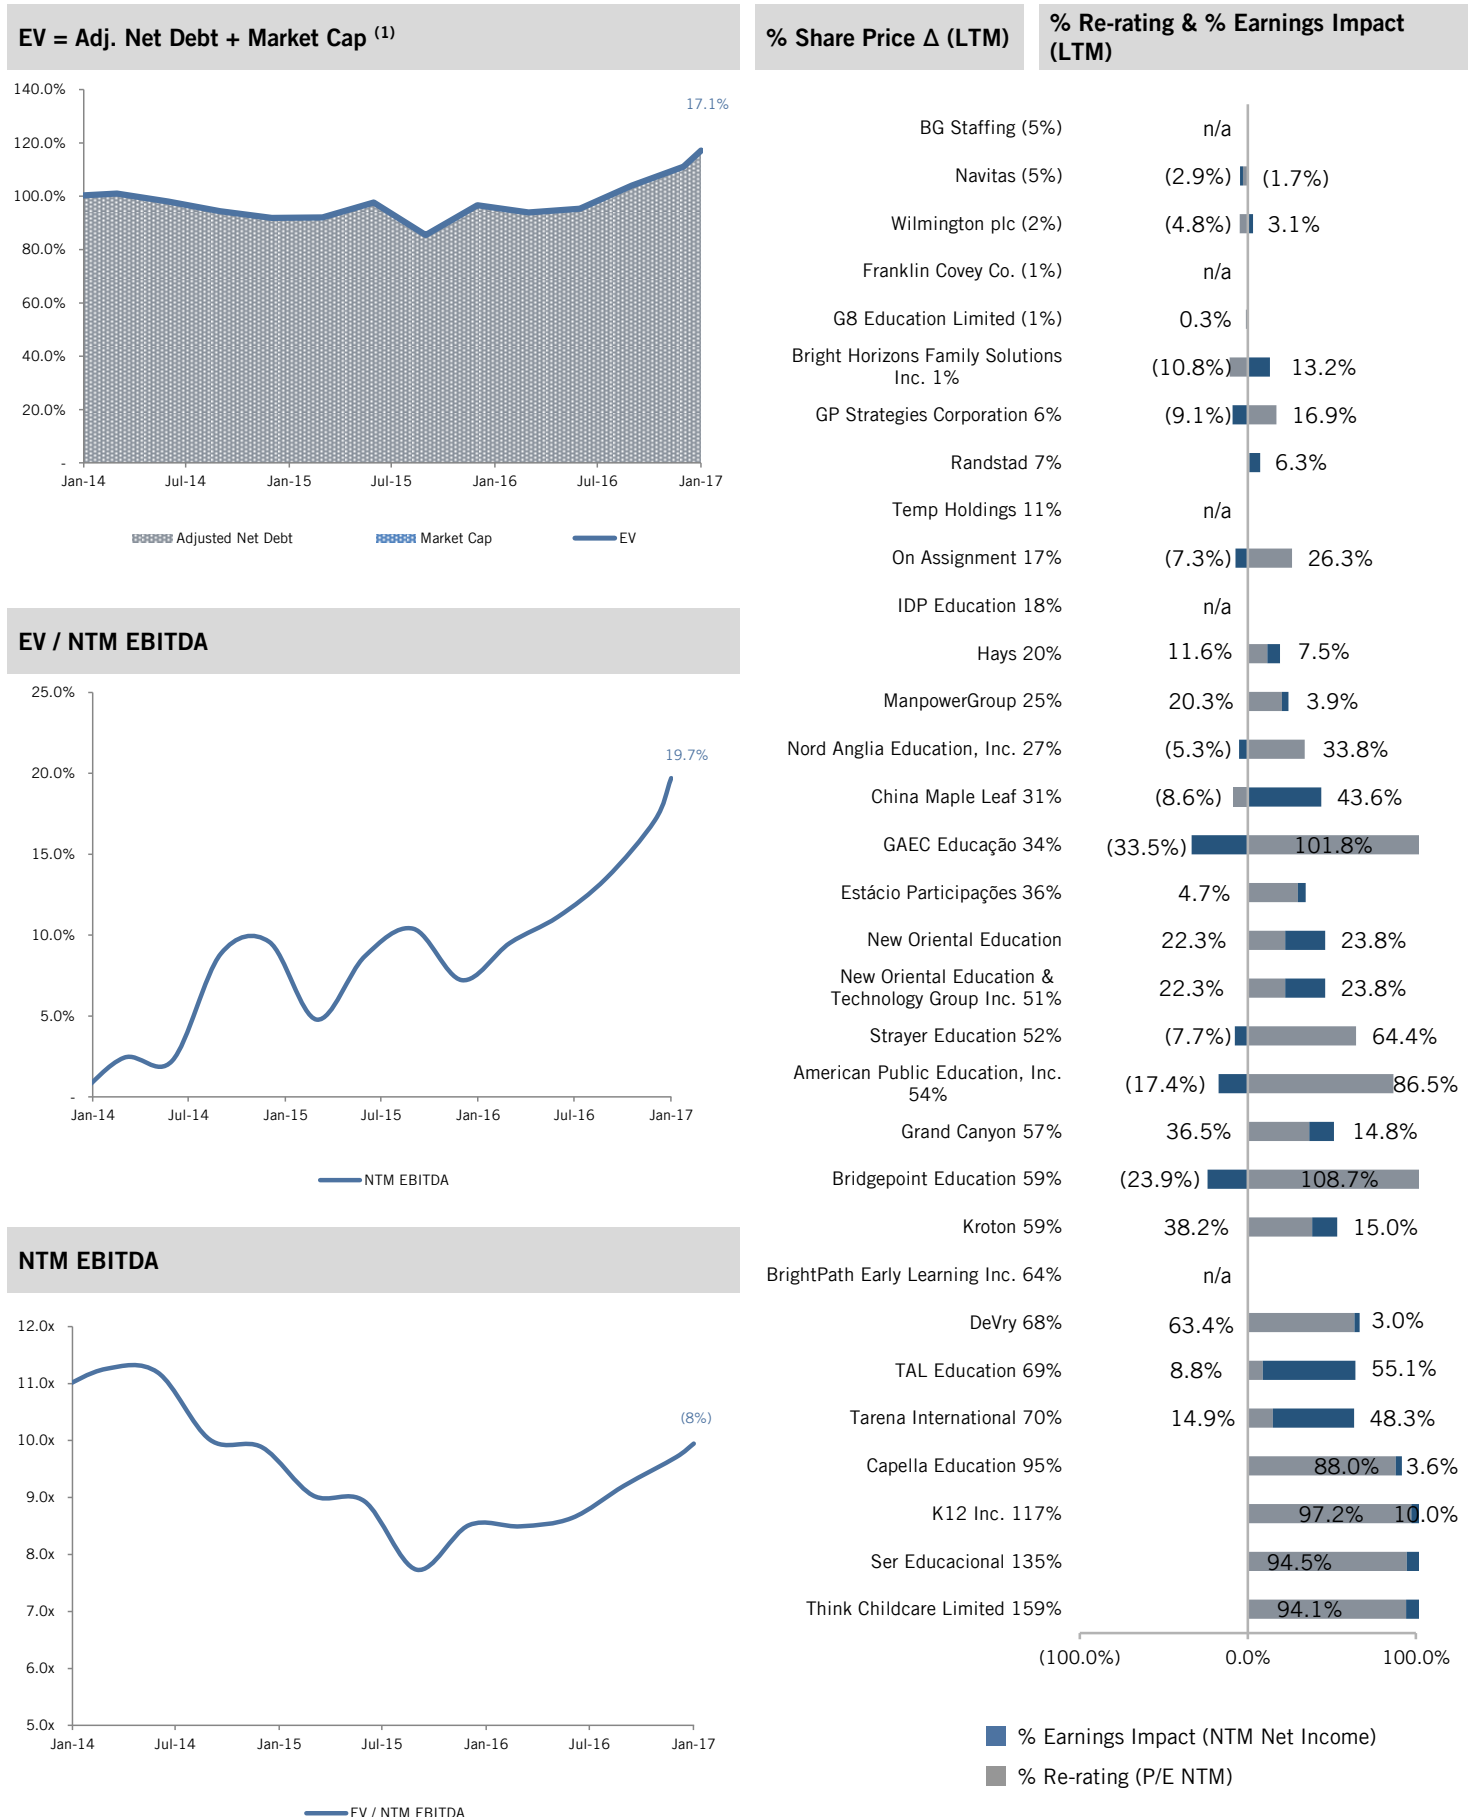 EV = Adj. Net Debt + Market Cap (1)
140.0%
120.0%
100.0%
80.0%
60.0%
40.0%
20.0%
-
17.1%
Jan-14 Jul-14 Jan-15 Jul-15 Jan-16 Jul-16 Jan-17
Adjusted Net Debt Market Cap EV
EV / NTM EBITDA
25.0%
20.0%
15.0%
10.0%
5.0%
-
19.7%
Jan-14 Jul-14 Jan-15 Jul-15 Jan-16 Jul-16 Jan-17
NTM EBITDA
NTM EBITDA
12.0x
11.0x
10.0x
9.0x
8.0x
7.0x
6.0x
5.0x
(8%)
Jan-14 Jul-14 Jan-15 Jul-15 Jan-16 Jul-16 Jan-17
EV / NTM EBITDA
% Share Price Δ (LTM)
% Re-rating & % Earnings Impact
(LTM)
BG Staffing (5%) n/a
Navitas (5%) (2.9%) (1.7%)
Wilmington plc (2%) (4.8%) 3.1%
Franklin Covey Co. (1%) n/a
G8 Education Limited (1%) 0.3%
Bright Horizons Family Solutions
Inc. 1% (10.8%) 13.2%
GP Strategies Corporation 6% (9.1%) 16.9%
Randstad 7% 6.3%
Temp Holdings 11% n/a
On Assignment 17% (7.3%) 26.3%
IDP Education 18% n/a
Hays 20% 11.6% 7.5%
ManpowerGroup 25% 20.3% 3.9%
Nord Anglia Education, Inc. 27% (5.3%) 33.8%
China Maple Leaf 31% (8.6%) 43.6%
GAEC Educação 34% (33.5%) 101.8%
Estácio Participações 36% 4.7%
New Oriental Education 22.3% 23.8%
New Oriental Education &
Technology Group Inc. 51% 22.3% 23.8%
Strayer Education 52% (7.7%) 64.4%
American Public Education, Inc.
54% (17.4%) 86.5%
Grand Canyon 57% 36.5% 14.8%
Bridgepoint Education 59% (23.9%) 108.7%
Kroton 59% 38.2% 15.0%
BrightPath Early Learning Inc. 64% n/a
DeVry 68% 63.4% 3.0%
TAL Education 69% 8.8% 55.1%
Tarena International 70% 14.9% 48.3%
Capella Education 95% 88.0% 3.6%
K12 Inc. 117% 97.2% 10.0%
Ser Educacional 135% 94.5%
Think Childcare Limited 159% 94.1%
(100.0%) 0.0% 100.0%
% Earnings Impact (NTM Net Income)
% Re-rating (P/E NTM)